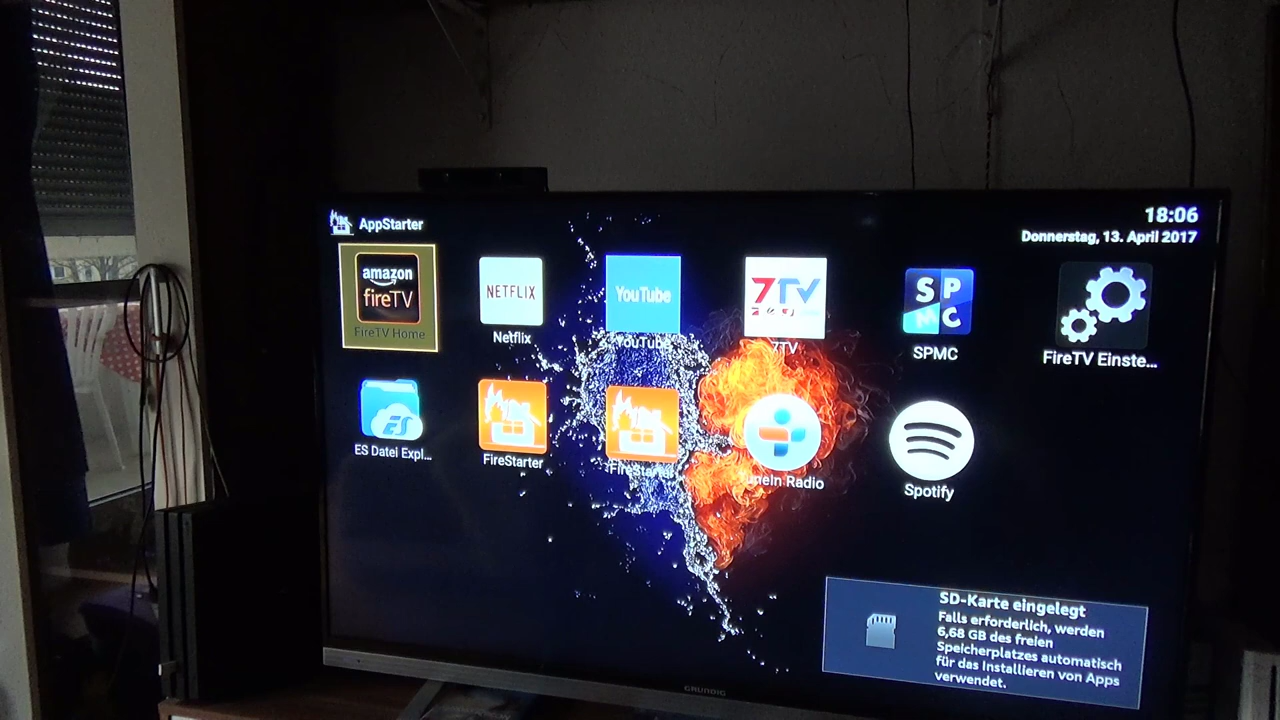 AppStarter
18:06
Donnerstag, 13. April 2017
amazon
fireTV
FireTV Home
NETFLIX
Netflix
YouTube
YouTube
7TV
7TV
S P
M C
SPMC
FireTV Einste...
ES
ES Datei Expl...
FireStarter
FireStarter
TuneIn Radio
Spotify
SD-Karte eingelegt
Falls erforderlich, werden
6,68 GB des freien
Speicherplatzes automatisch
für das Installieren von Apps
verwendet.
GRUNDIG